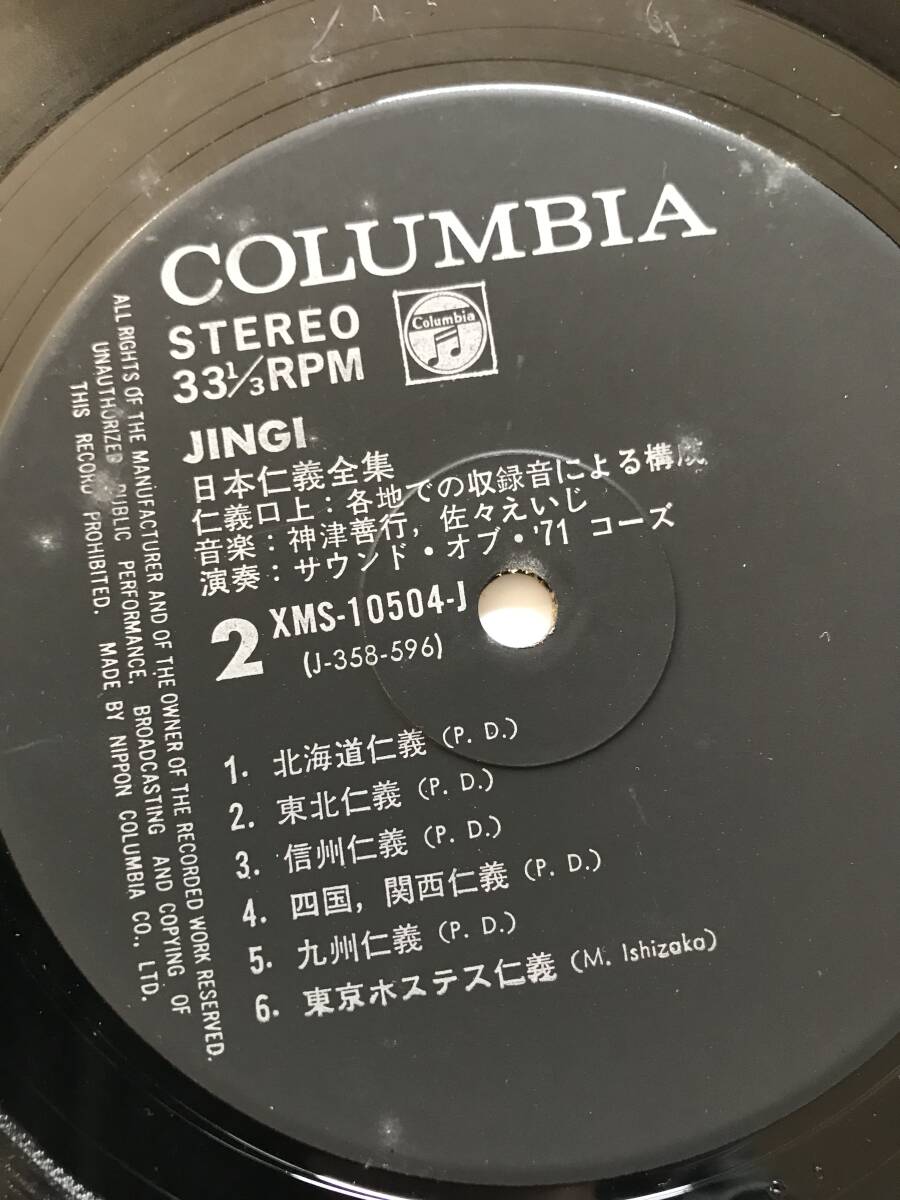 COLUMBIA
STEREO
33⅓ RPM
Columbia
JINGI
日本仁義全集
仁義口上：各地での収録音による構成
音楽：神津善行，佐々えいじ
演奏：サウンド・オブ・'71 コーズ
2 XMS-10504-J
(J-358-596)
1. 北海道仁義 (P. D.)
2. 東北仁義 (P. D.)
3. 信州仁義 (P. D.)
4. 四国，関西仁義 (P. D.)
5. 九州仁義 (P. D.)
6. 東京ホステス仁義 (M. Ishizaka)
ALL RIGHTS OF THE MANUFACTURER AND OF THE OWNER OF THE RECORDED WORK RESERVED.
UNAUTHORIZED PUBLIC PERFORMANCE, BROADCASTING AND COPYING OF
THIS RECORD PROHIBITED. MADE BY NIPPON COLUMBIA CO., LTD.